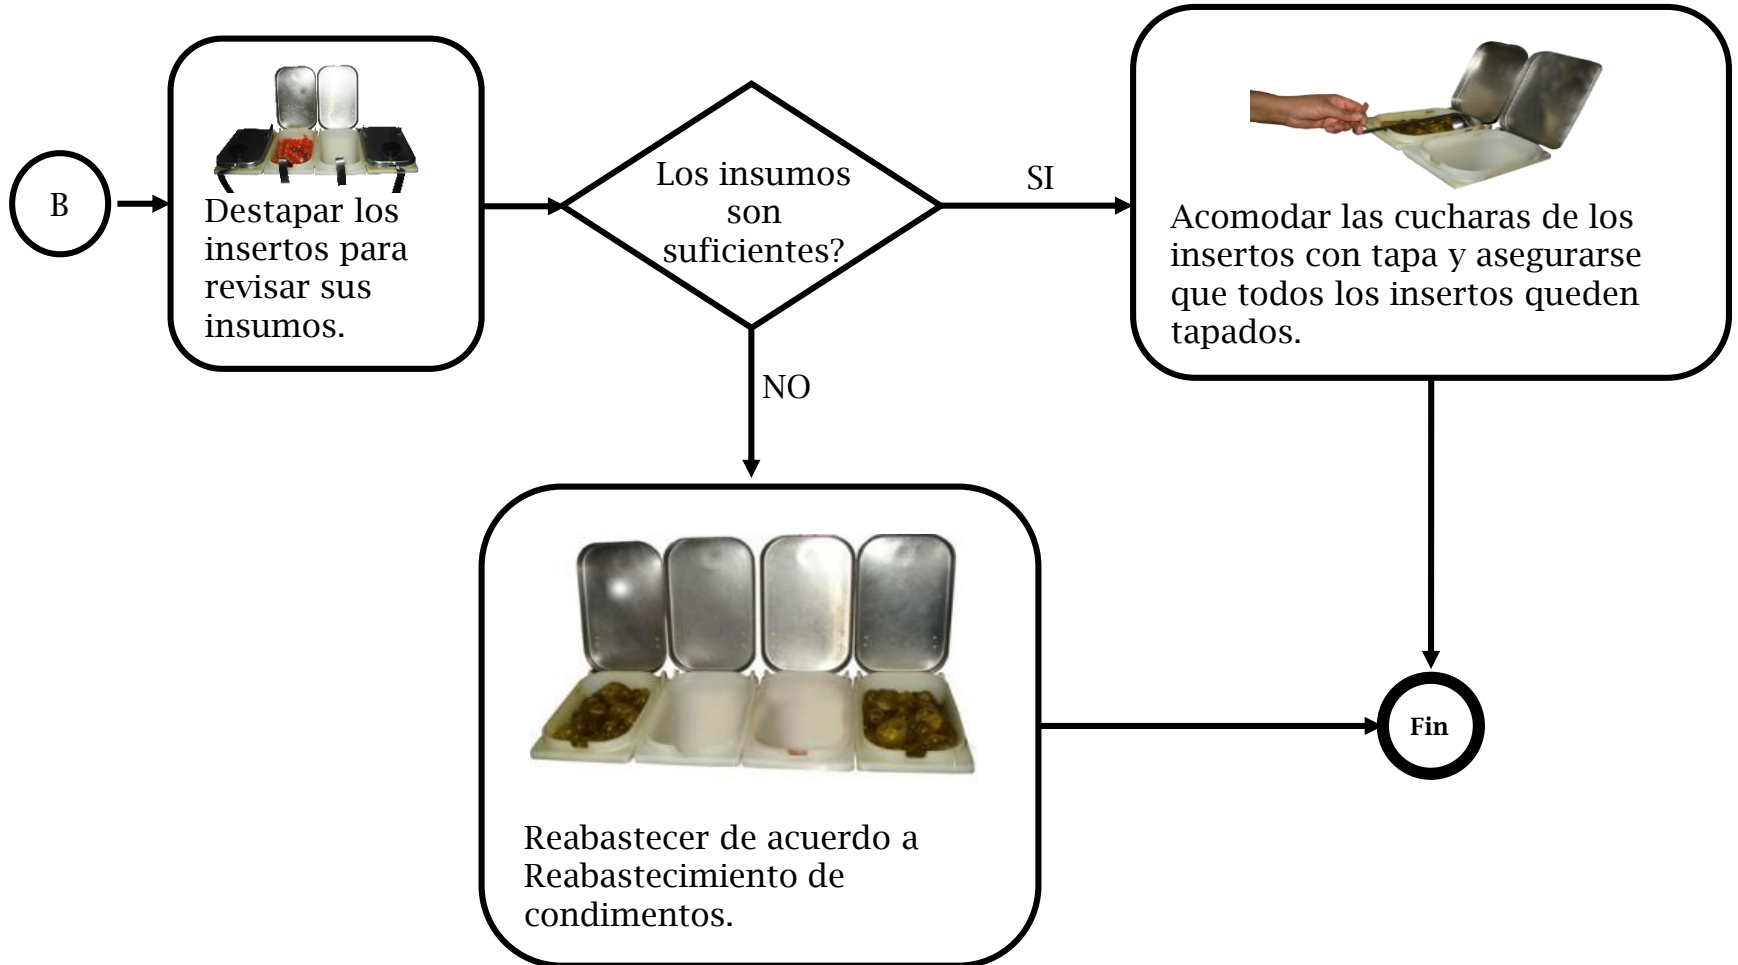 B
Destapar los
insertos para
revisar sus
insumos.
Los insumos
son
suficientes?
SI
Acomodar las cucharas de los
insertos con tapa y asegurarse
que todos los insertos queden
tapados.
NO
Reabastecer de acuerdo a
Reabastecimiento de
condimentos.
Fin